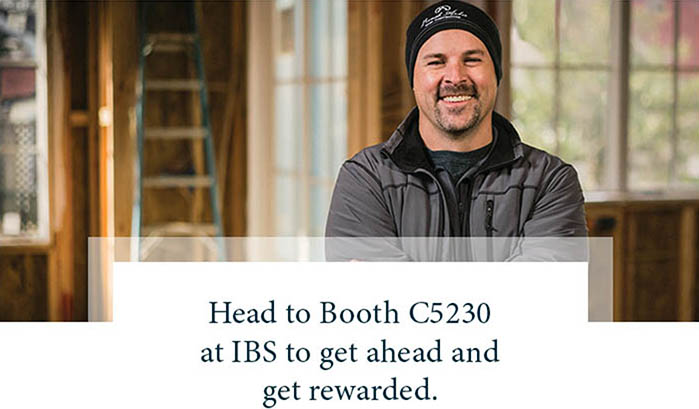 Head to Booth C5230
at IBS to get ahead and
get rewarded.